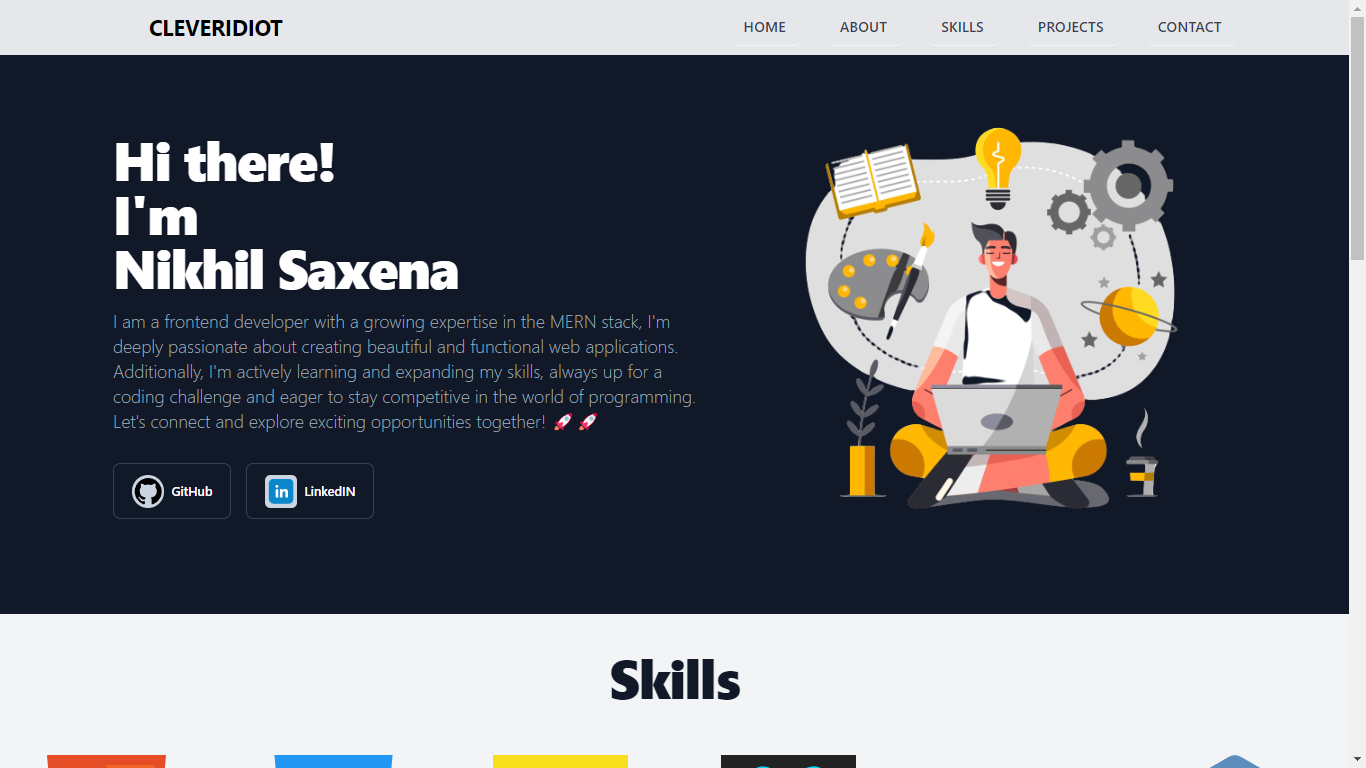 CLEVERIDIOT
HOME ABOUT SKILLS PROJECTS CONTACT
Hi there!
I'm
Nikhil Saxena
I am a frontend developer with a growing expertise in the MERN stack, I'm
deeply passionate about creating beautiful and functional web applications.
Additionally, I'm actively learning and expanding my skills, always up for a
coding challenge and eager to stay competitive in the world of programming.
Let's connect and explore exciting opportunities together! 🚀 🚀
GitHub
in LinkedIN
Skills